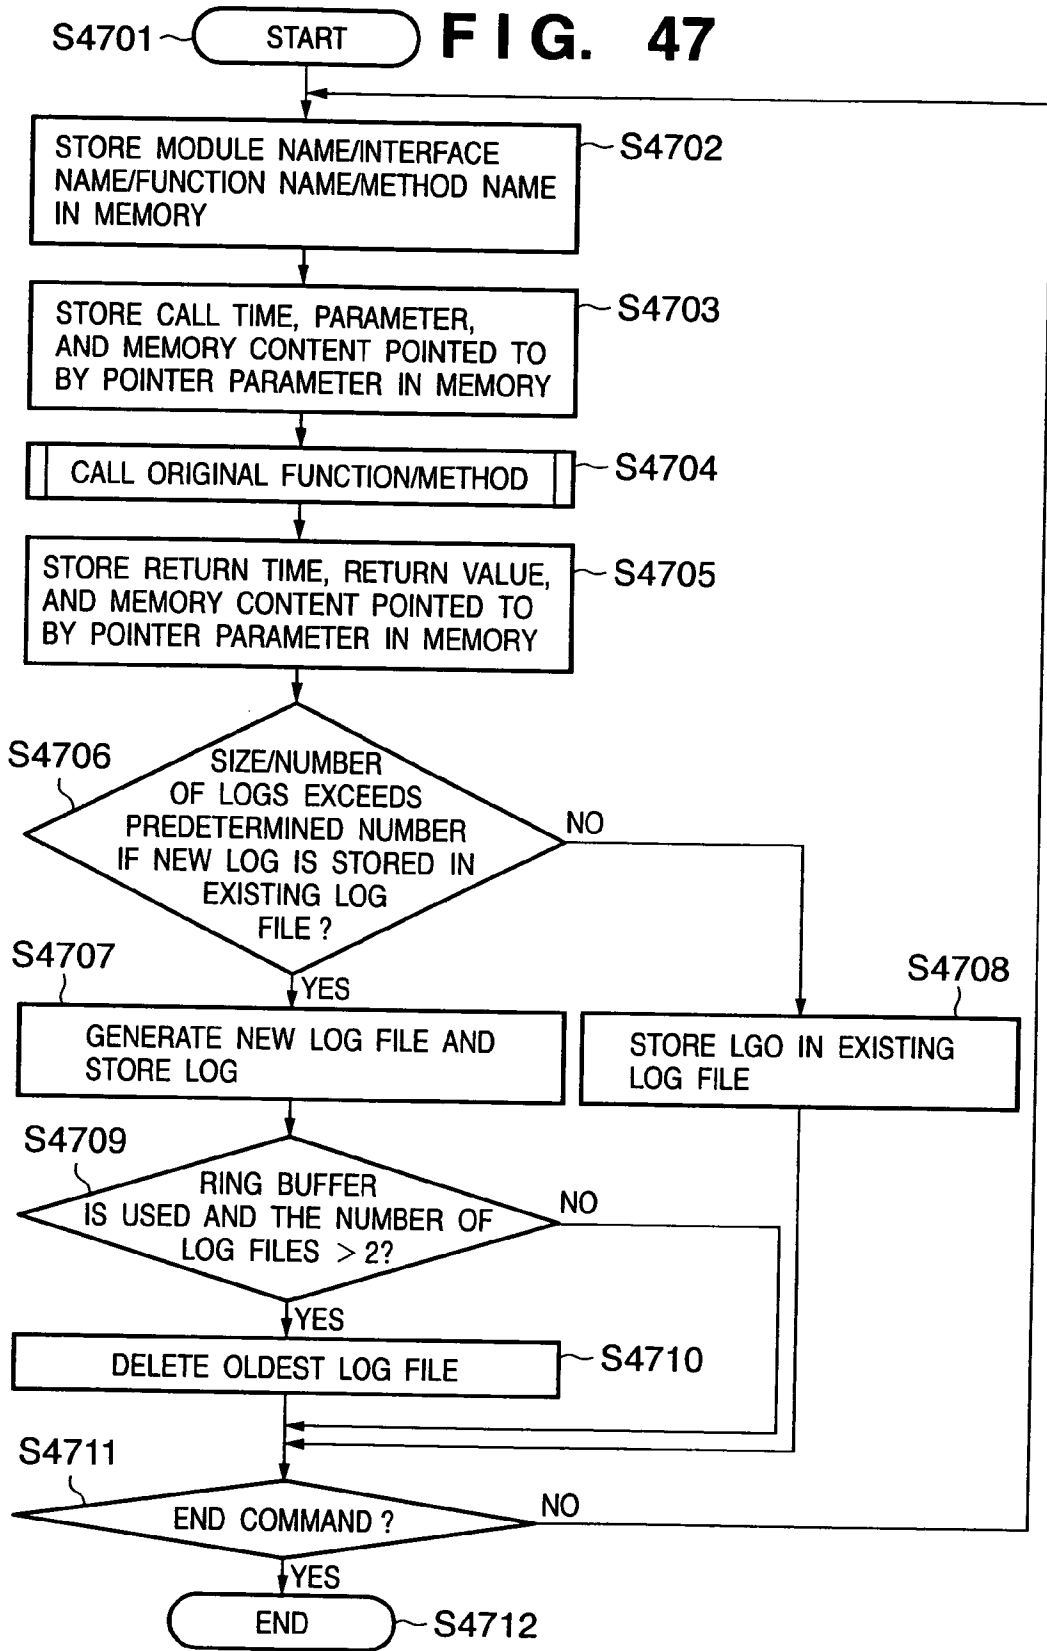 S4701
START
FIG. 47
STORE MODULE NAME/INTERFACE
NAME/FUNCTION NAME/METHOD NAME
IN MEMORY
S4702
STORE CALL TIME, PARAMETER,
AND MEMORY CONTENT POINTED TO
BY POINTER PARAMETER IN MEMORY
S4703
CALL ORIGINAL FUNCTION/METHOD
S4704
STORE RETURN TIME, RETURN VALUE,
AND MEMORY CONTENT POINTED TO
BY POINTER PARAMETER IN MEMORY
S4705
S4706
SIZE/NUMBER
OF LOGS EXCEEDS
PREDETERMINED NUMBER
IF NEW LOG IS STORED IN
EXISTING LOG
FILE ?
NO
YES
S4707
GENERATE NEW LOG FILE AND
STORE LOG
S4708
STORE LGO IN EXISTING
LOG FILE
S4709
RING BUFFER
IS USED AND THE NUMBER OF
LOG FILES > 2?
NO
YES
DELETE OLDEST LOG FILE
S4710
S4711
END COMMAND ?
NO
YES
END
S4712